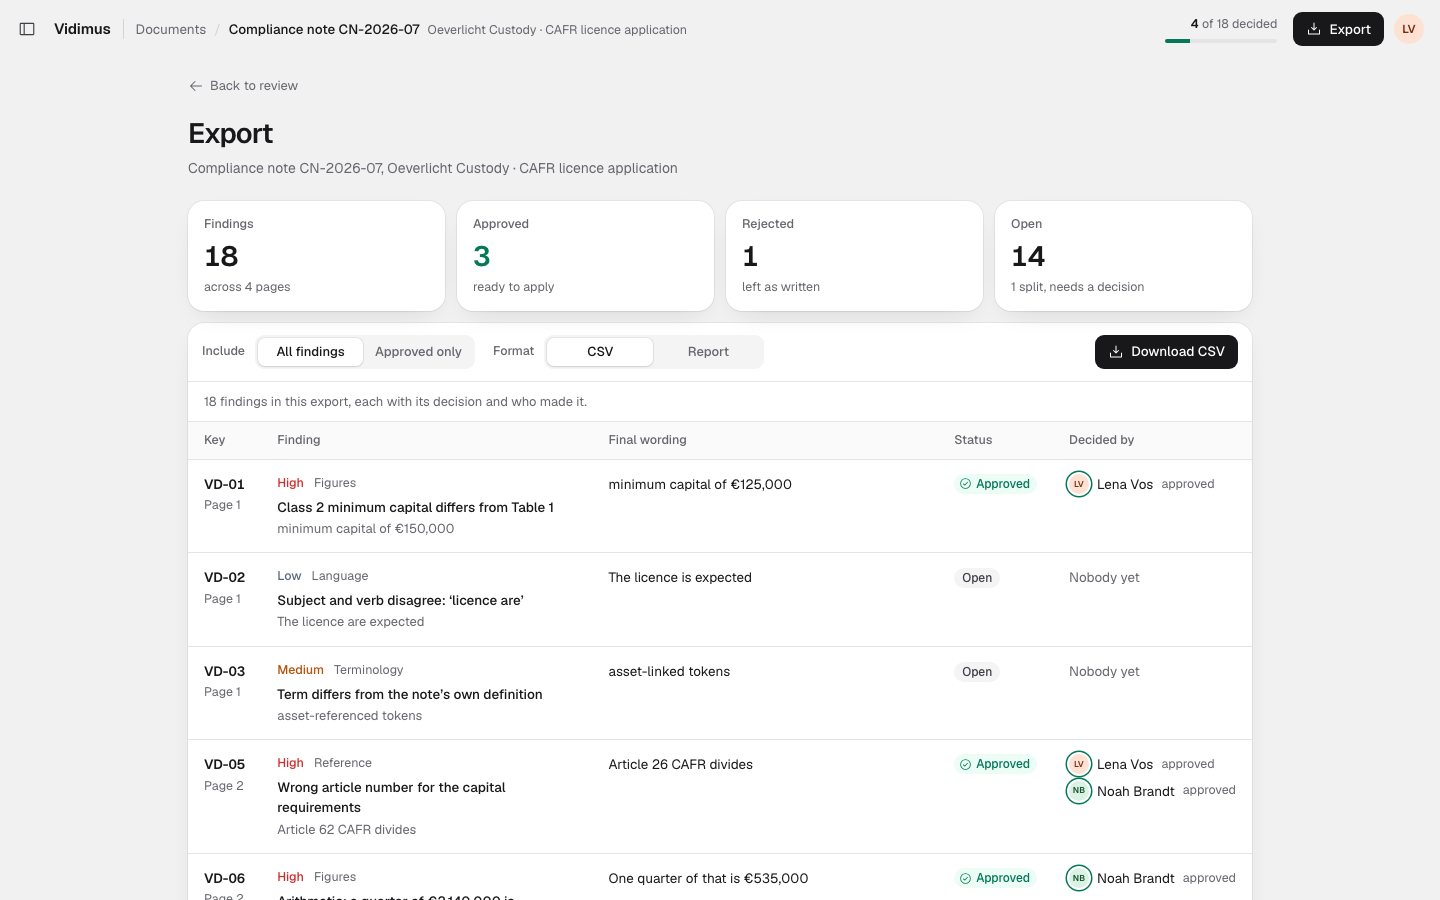 Vidimus
Documents / Compliance note CN-2026-07 Oeverlicht Custody · CAFR licence application
4 of 18 decided
Export
LV
Back to review
Export
Compliance note CN-2026-07, Oeverlicht Custody · CAFR licence application
Findings
18
across 4 pages
Approved
3
ready to apply
Rejected
1
left as written
Open
14
1 split, needs a decision
Include All findings Approved only Format CSV Report Download CSV
18 findings in this export, each with its decision and who made it.
Key Finding Final wording Status Decided by
VD-01
Page 1
High Figures
Class 2 minimum capital differs from Table 1
minimum capital of €150,000
minimum capital of €125,000
Approved
LV Lena Vos approved
VD-02
Page 1
Low Language
Subject and verb disagree: ‘licence are’
The licence are expected
The licence is expected
Open
Nobody yet
VD-03
Page 1
Medium Terminology
Term differs from the note’s own definition
asset-referenced tokens
asset-linked tokens
Open
Nobody yet
VD-05
Page 2
High Reference
Wrong article number for the capital
requirements
Article 62 CAFR divides
Article 26 CAFR divides
Approved
LV Lena Vos approved
NB Noah Brandt approved
VD-06
Page 2
High Figures
Arithmetic: a quarter of €2,140,000 is
One quarter of that is €535,000
Approved
NB Noah Brandt approved